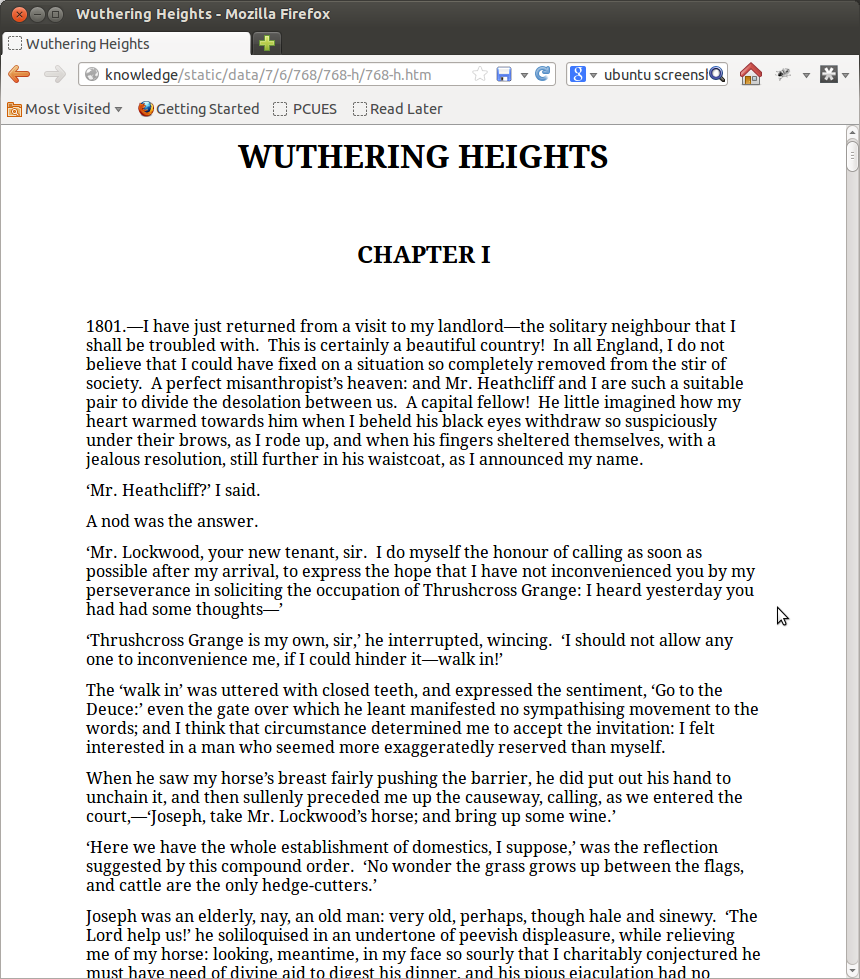 Wuthering Heights - Mozilla Firefox
Wuthering Heights
knowledge/static/data/7/6/768/768-h/768-h.htm
ubuntu screensl
Most Visited
Getting Started
PCUES
Read Later
WUTHERING HEIGHTS
CHAPTER I
1801.—I have just returned from a visit to my landlord—the solitary neighbour that I
shall be troubled with.  This is certainly a beautiful country!  In all England, I do not
believe that I could have fixed on a situation so completely removed from the stir of
society.  A perfect misanthropist’s heaven: and Mr. Heathcliff and I are such a suitable
pair to divide the desolation between us.  A capital fellow!  He little imagined how my
heart warmed towards him when I beheld his black eyes withdraw so suspiciously
under their brows, as I rode up, and when his fingers sheltered themselves, with a
jealous resolution, still further in his waistcoat, as I announced my name.
‘Mr. Heathcliff?’ I said.
A nod was the answer.
‘Mr. Lockwood, your new tenant, sir.  I do myself the honour of calling as soon as
possible after my arrival, to express the hope that I have not inconvenienced you by my
perseverance in soliciting the occupation of Thrushcross Grange: I heard yesterday you
had had some thoughts—’
‘Thrushcross Grange is my own, sir,’ he interrupted, wincing.  ‘I should not allow any
one to inconvenience me, if I could hinder it—walk in!’
The ‘walk in’ was uttered with closed teeth, and expressed the sentiment, ‘Go to the
Deuce:’ even the gate over which he leant manifested no sympathising movement to the
words; and I think that circumstance determined me to accept the invitation: I felt
interested in a man who seemed more exaggeratedly reserved than myself.
When he saw my horse’s breast fairly pushing the barrier, he did put out his hand to
unchain it, and then sullenly preceded me up the causeway, calling, as we entered the
court,—‘Joseph, take Mr. Lockwood’s horse; and bring up some wine.’
‘Here we have the whole establishment of domestics, I suppose,’ was the reflection
suggested by this compound order.  ‘No wonder the grass grows up between the flags,
and cattle are the only hedge-cutters.’
Joseph was an elderly, nay, an old man: very old, perhaps, though hale and sinewy.  ‘The
Lord help us!’ he soliloquised in an undertone of peevish displeasure, while relieving
me of my horse: looking, meantime, in my face so sourly that I charitably conjectured he
must have need of divine aid to digest his dinner, and his pious ejaculation had no